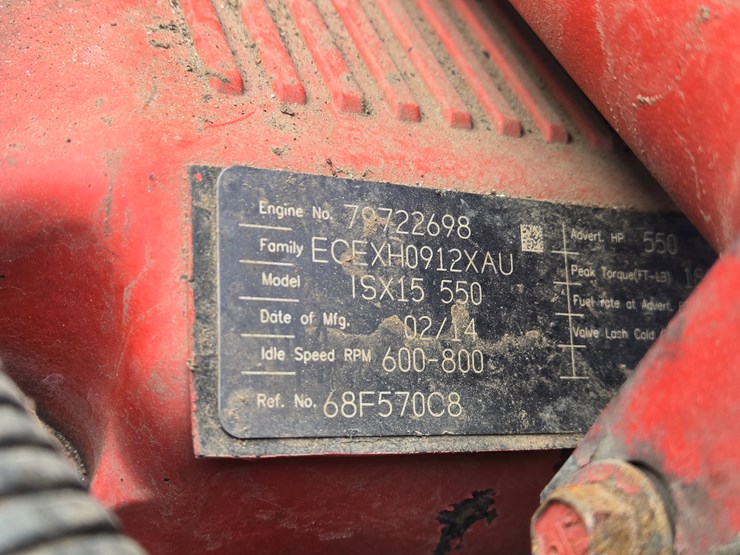 Engine No. 79722698
Family ECEXH0912XAU
Model ISX15 550
Date of Mfg. 02/14
Idle Speed RPM 600-800
Ref. No. 68F570C8
Advert. HP 550
Peak Torque(FT-LB)
Fuel rate at Advert.
Valve Lash Cold